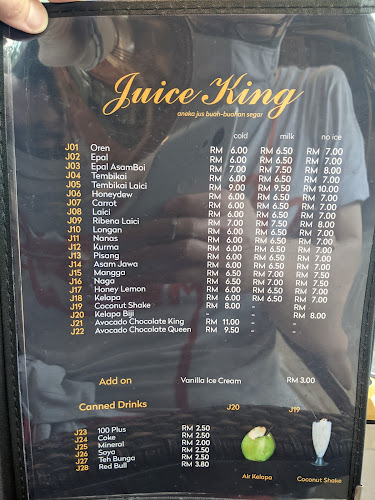 Juice King
aneka jus buah-buahan segar
cold milk no ice
J01 Oren RM 6.00 RM 6.50 RM 7.00
J02 Epal RM 6.00 RM 6.50 RM 7.00
J03 Epal AsamBoi RM 7.00 RM 7.50 RM 8.00
J04 Tembikai RM 6.00 RM 6.50 RM 7.00
J05 Tembikai Laici RM 9.00 RM 9.50 RM 10.00
J06 Honeydew RM 6.00 RM 6.50 RM 7.00
J07 Carrot RM 6.00 RM 6.50 RM 7.00
J08 Laici RM 6.00 RM 6.50 RM 7.00
J09 Ribena Laici RM 7.00 RM 7.50 RM 8.00
J10 Longan RM 6.00 RM 6.50 RM 7.00
J11 Nanas RM 6.00 RM 6.50 RM 7.00
J12 Kurma RM 6.00 RM 6.50 RM 7.00
J13 Pisang RM 6.00 RM 6.50 RM 7.00
J14 Asam Jawa RM 6.00 RM 6.50 RM 7.00
J15 Mangga RM 6.50 RM 7.00 RM 7.50
J16 Naga RM 6.50 RM 7.00 RM 7.50
J17 Honey Lemon RM 6.00 RM 6.50 RM 7.00
J18 Kelapa RM 6.00 RM 6.50 RM 7.00
J19 Coconut Shake RM 8.00 - RM
J20 Kelapa Biji - - RM 8.00
J21 Avocado Chocolate King RM 11.00 -
J22 Avocado Chocolate Queen RM 9.50 -
Add on Vanilla Ice Cream RM 3.00
Canned Drinks J20 J19
J23 100 Plus RM 2.50
J24 Coke RM 2.50
J25 Mineral RM 2.00
J26 Soya RM 2.50
J27 Teh Bunga RM 2.50
J28 Red Bull RM 3.80
Air Kelapa Coconut Shake